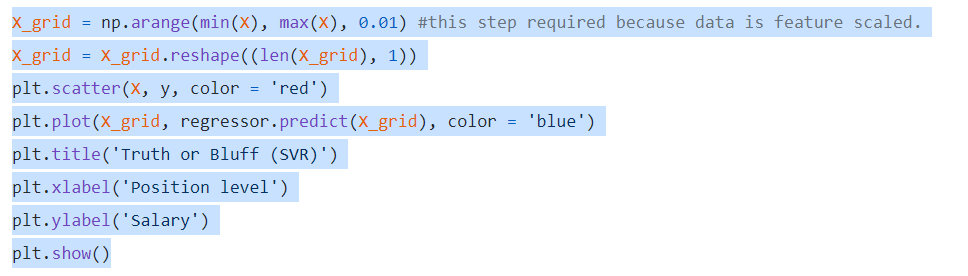 X_grid = np.arange(min(X), max(X), 0.01) #this step required because data is feature scaled.
X_grid = X_grid.reshape((len(X_grid), 1))
plt.scatter(X, y, color = 'red')
plt.plot(X_grid, regressor.predict(X_grid), color = 'blue')
plt.title('Truth or Bluff (SVR)')
plt.xlabel('Position level')
plt.ylabel('Salary')
plt.show()